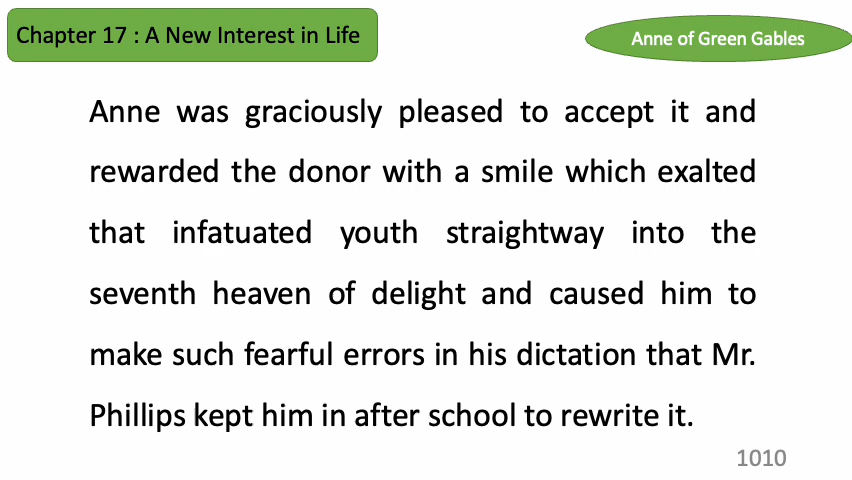 Chapter 17 : A New Interest in Life
Anne of Green Gables
Anne was graciously pleased to accept it and
rewarded the donor with a smile which exalted
that infatuated youth straightway into the
seventh heaven of delight and caused him to
make such fearful errors in his dictation that Mr.
Phillips kept him in after school to rewrite it.
1010